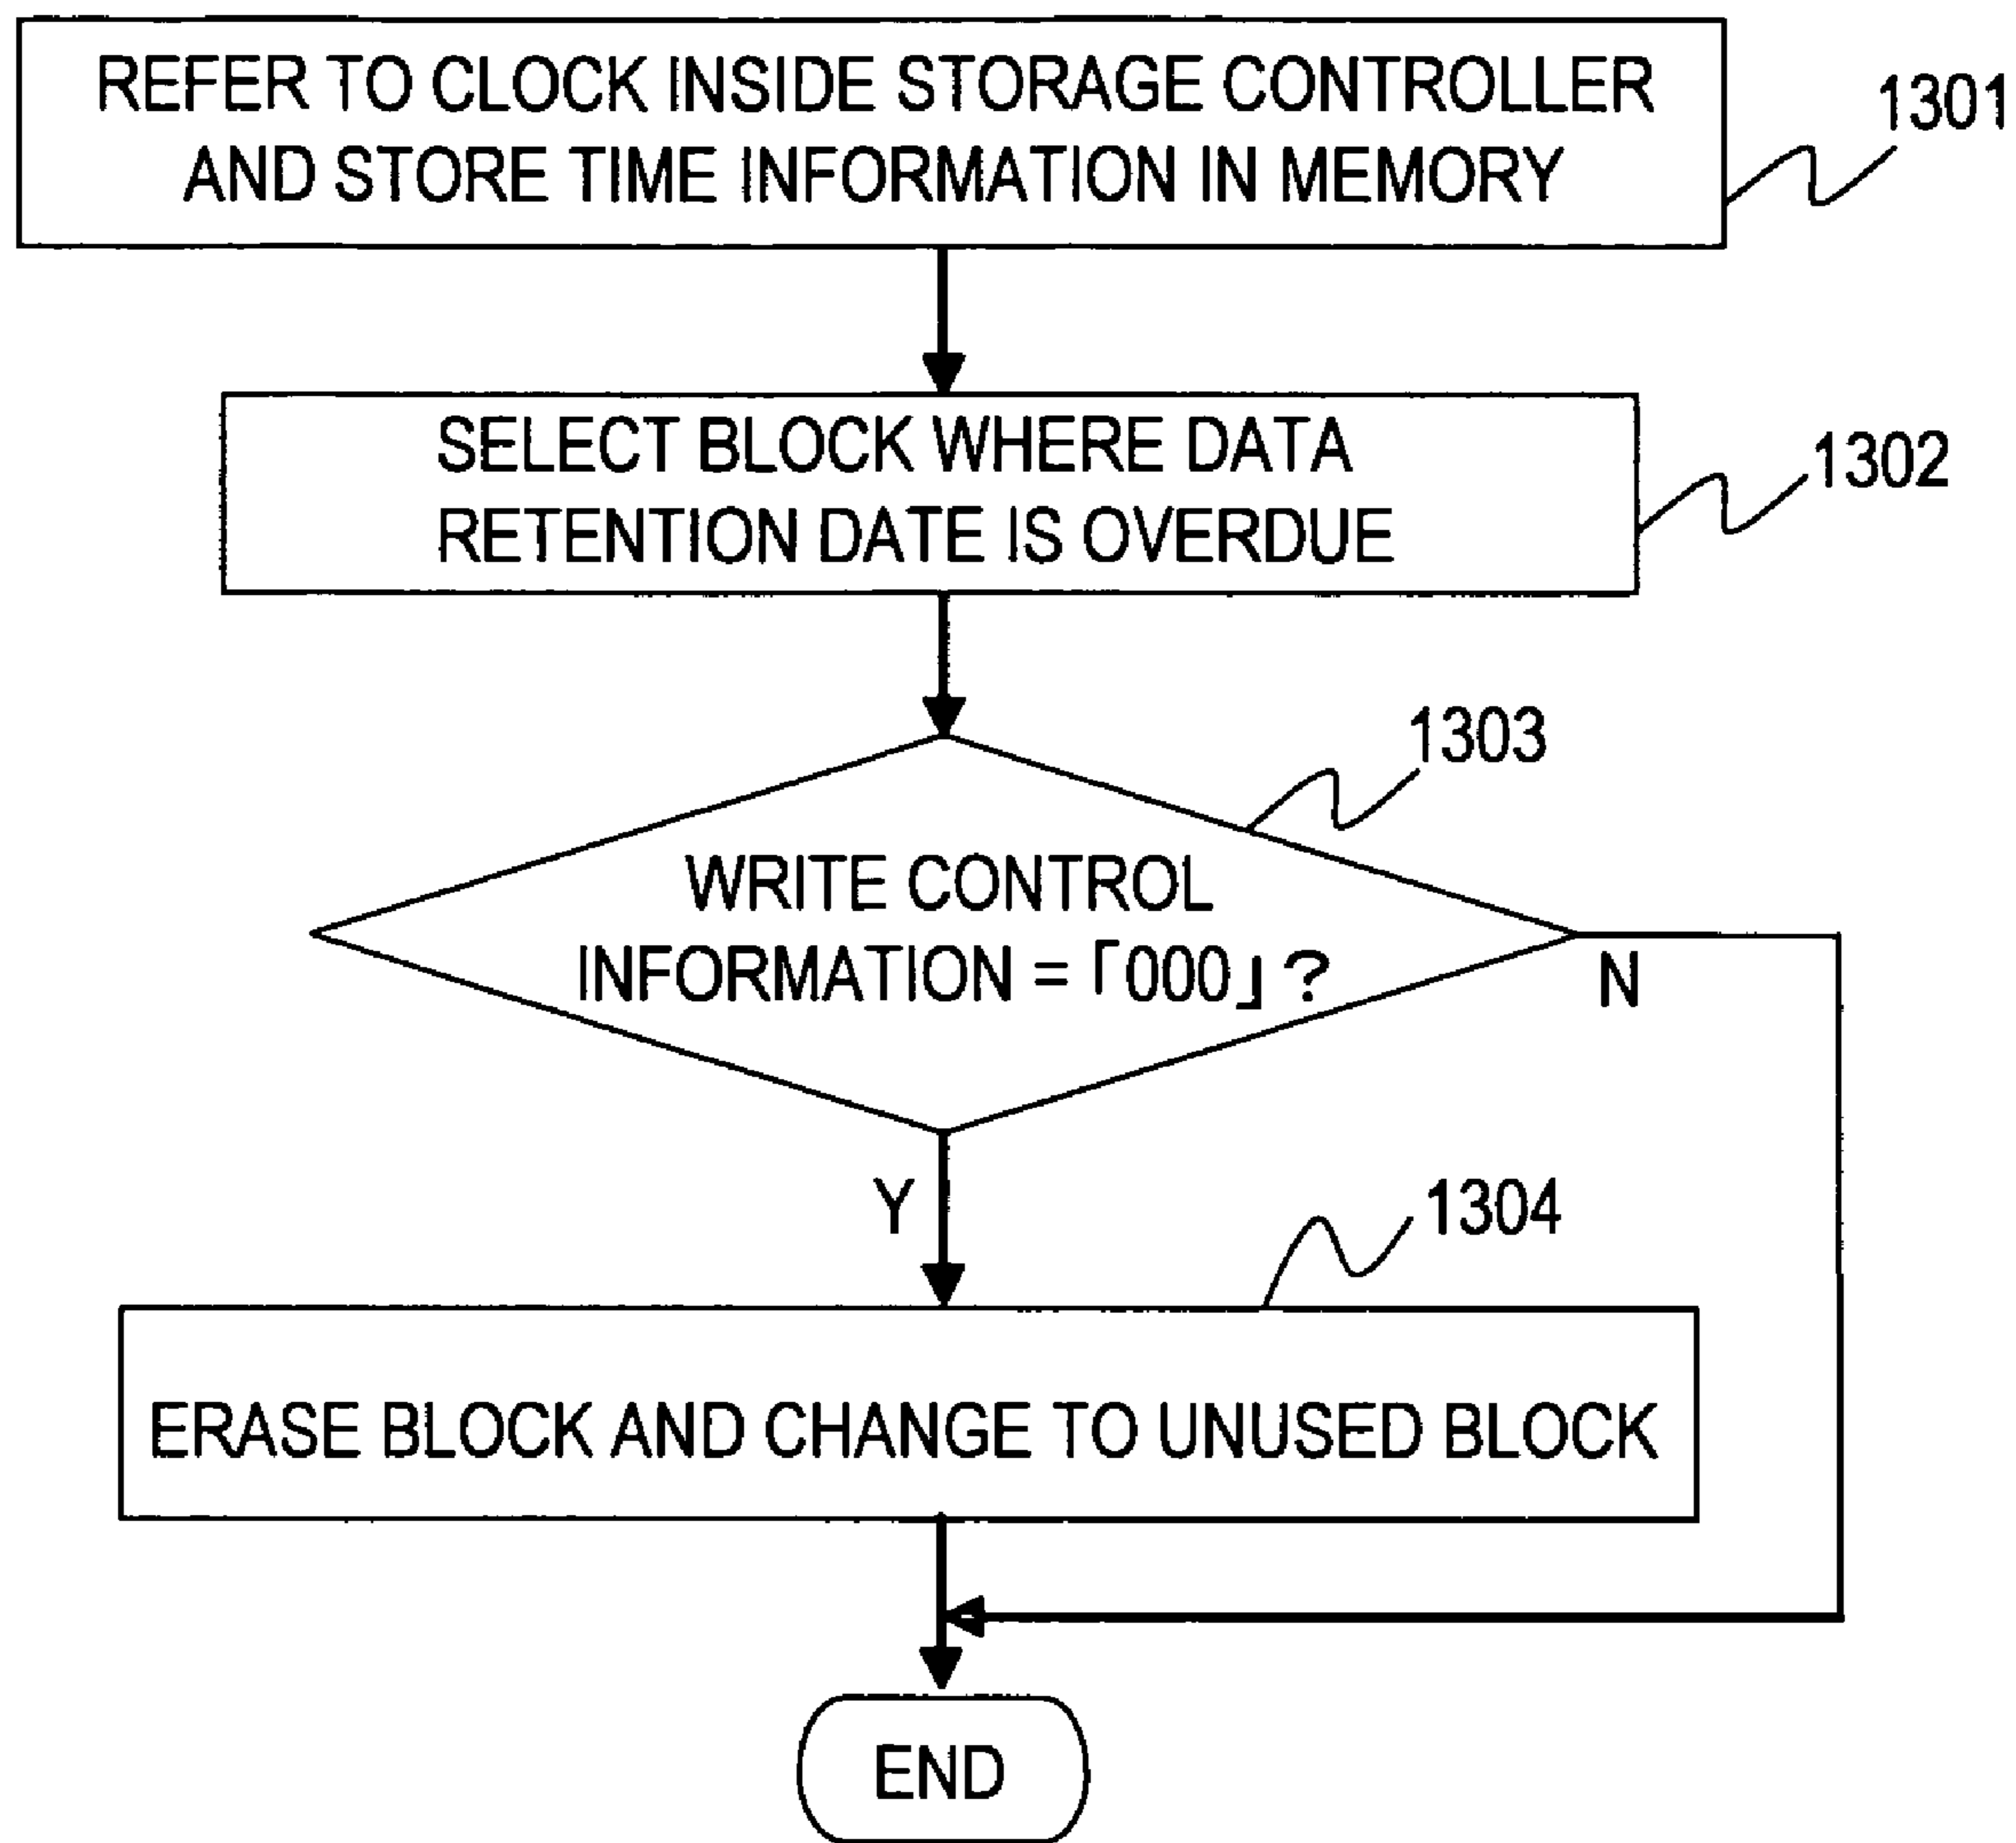 REFER TO CLOCK INSIDE STORAGE CONTROLLER
AND STORE TIME INFORMATION IN MEMORY
1301
SELECT BLOCK WHERE DATA
RETENTION DATE IS OVERDUE
1302
1303
WRITE CONTROL
INFORMATION = 「000」 ?
N
Y
1304
ERASE BLOCK AND CHANGE TO UNUSED BLOCK
END